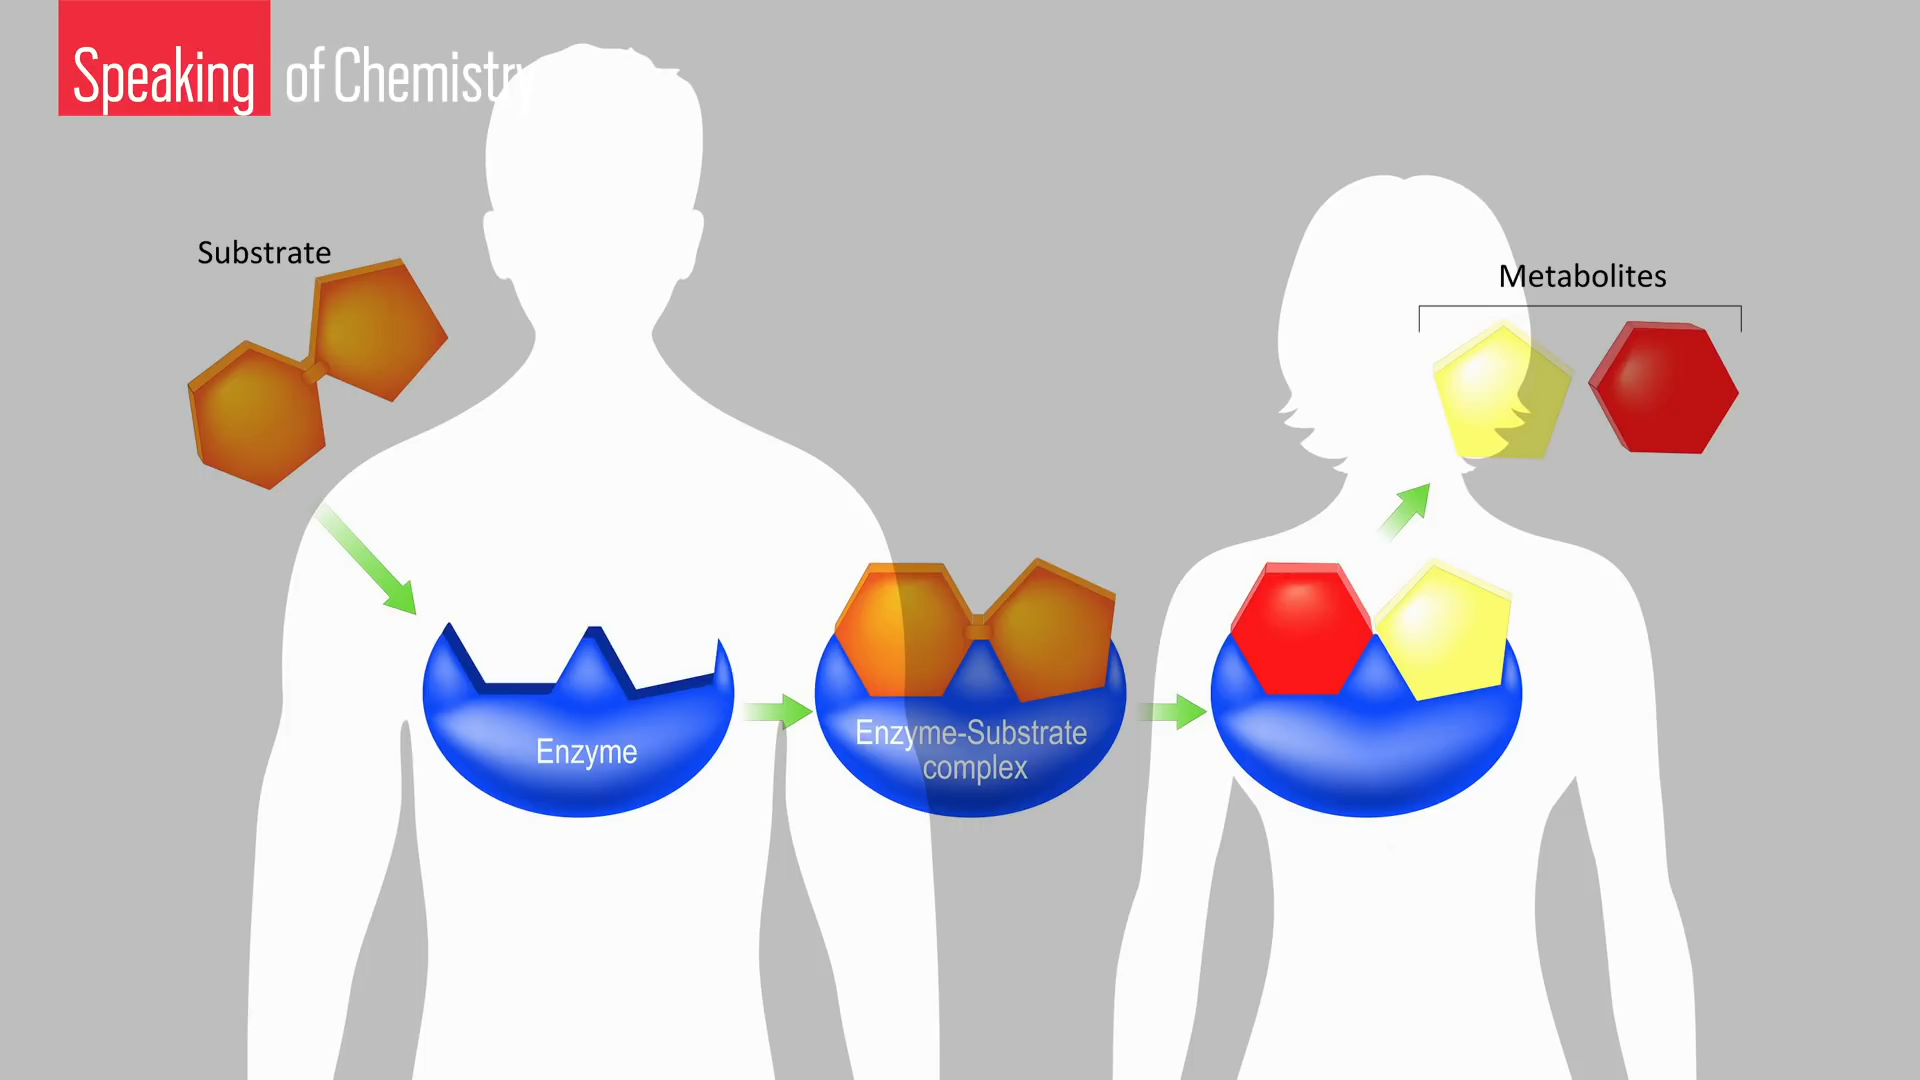 Speaking of Chemistry
Substrate
Metabolites
Enzyme
Enzyme-Substrate
complex